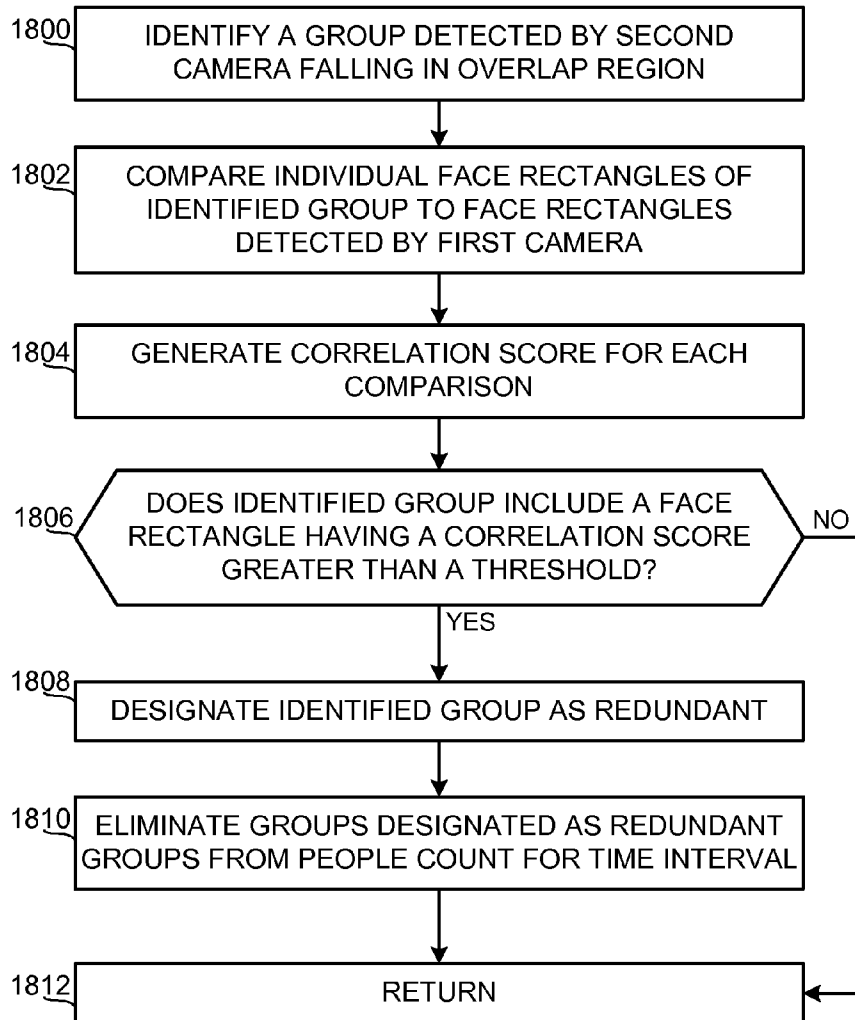 1800
IDENTIFY A GROUP DETECTED BY SECOND
CAMERA FALLING IN OVERLAP REGION
1802
COMPARE INDIVIDUAL FACE RECTANGLES OF
IDENTIFIED GROUP TO FACE RECTANGLES
DETECTED BY FIRST CAMERA
1804
GENERATE CORRELATION SCORE FOR EACH
COMPARISON
1806
DOES IDENTIFIED GROUP INCLUDE A FACE
RECTANGLE HAVING A CORRELATION SCORE
GREATER THAN A THRESHOLD?
NO
YES
1808
DESIGNATE IDENTIFIED GROUP AS REDUNDANT
1810
ELIMINATE GROUPS DESIGNATED AS REDUNDANT
GROUPS FROM PEOPLE COUNT FOR TIME INTERVAL
1812
RETURN